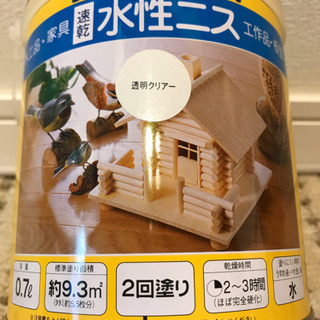 速乾 水性ニス
品・家具
工作品・
透明クリアー
容量
0.7ℓ
標準塗り面積
約9.3㎡
2回塗り
乾燥時間
2〜3時間
(ほぼ完全硬化)
水